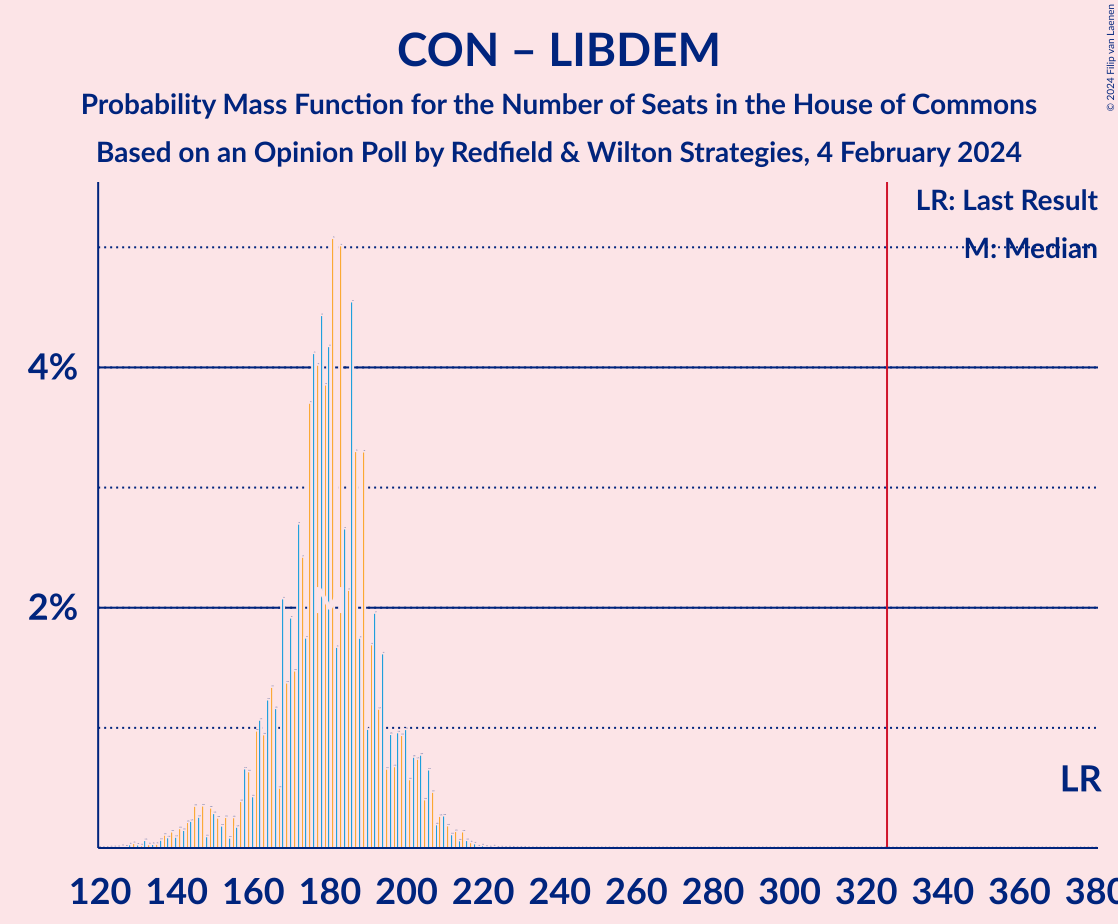 CON – LIBDEM
Probability Mass Function for the Number of Seats in the House of Commons
Based on an Opinion Poll by Redfield & Wilton Strategies, 4 February 2024
© 2024 Filip van Laenen
LR: Last Result
M: Median
4%
2%
LR
120 140 160 180 200 220 240 260 280 300 320 340 360 380